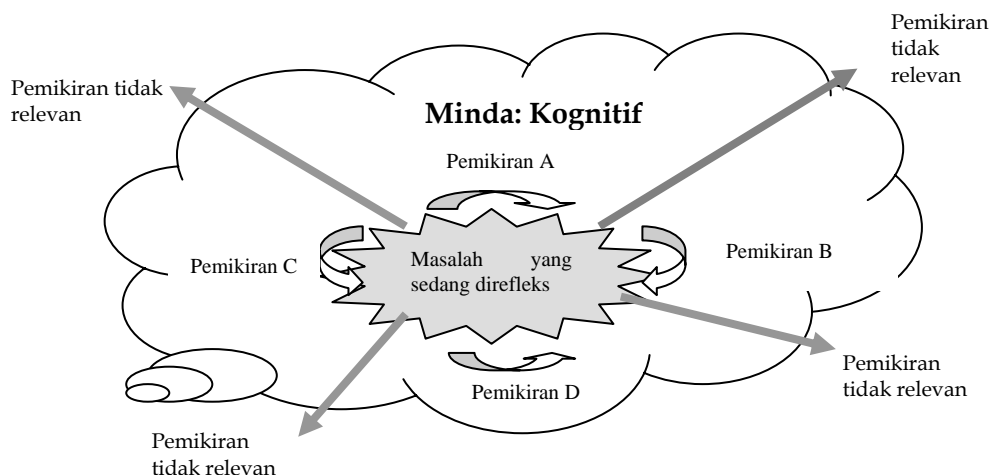 Pemikiran
tidak
relevan
Pemikiran tidak
relevan
Minda: Kognitif
Pemikiran A
Pemikiran C
Masalah yang
sedang direfleks
Pemikiran B
Pemikiran D
Pemikiran
tidak relevan
Pemikiran
tidak relevan